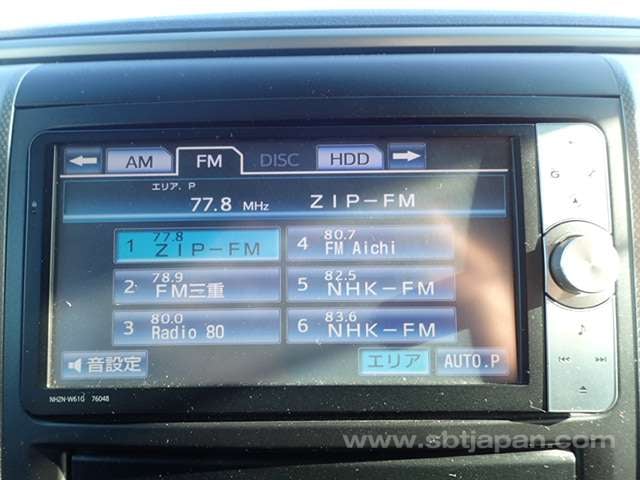 AM FM DISC HDD
エリア.P
77.8 MHz ZIP-FM
1 77.8 ZIP-FM
4 80.7 FM Aichi
2 78.9 FM三重
5 82.5 NHK-FM
3 80.0 Radio 80
6 83.6 NHK-FM
音設定 エリア AUTO.P
NHZN-W61G 76048
www.sbtjapan.com